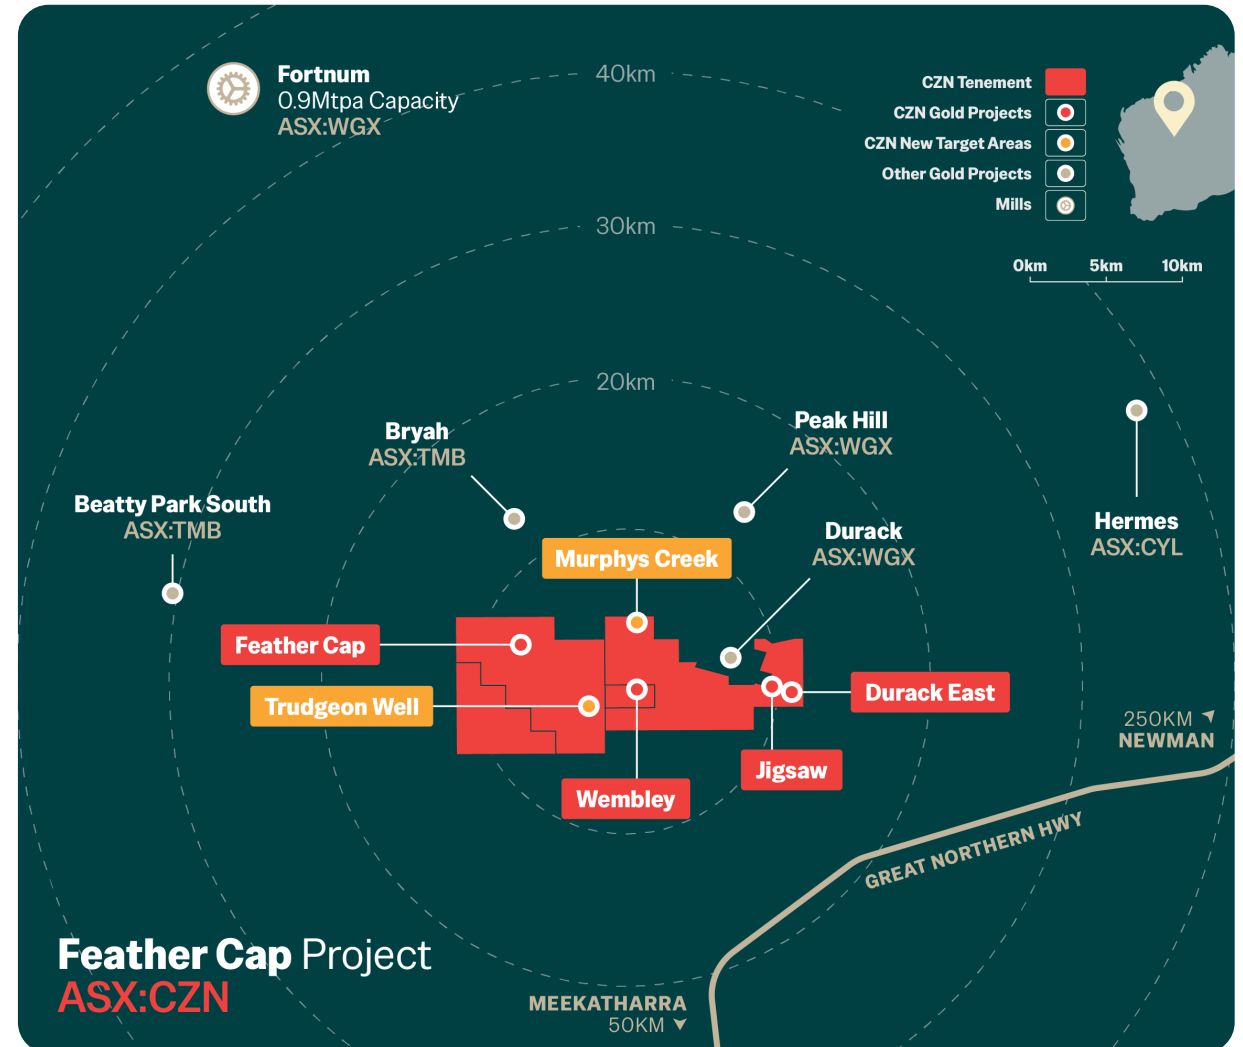 Fortnum
0.9Mtpa Capacity
ASX:WGX
40km
CZN Tenement
CZN Gold Projects
CZN New Target Areas
Other Gold Projects
Mills
30km
0km 5km 10km
20km
Bryah
ASX:TMB
Peak Hill
ASX:WGX
Beatty Park South
ASX:TMB
Durack
ASX:WGX
Hermes
ASX:CYL
Murphys Creek
Feather Cap
Trudgeon Well
Durack East
250KM
NEWMAN
Jigsaw
Wembley
GREAT NORTHERN HWY
Feather Cap Project
ASX:CZN
MEEKATHARRA
50KM